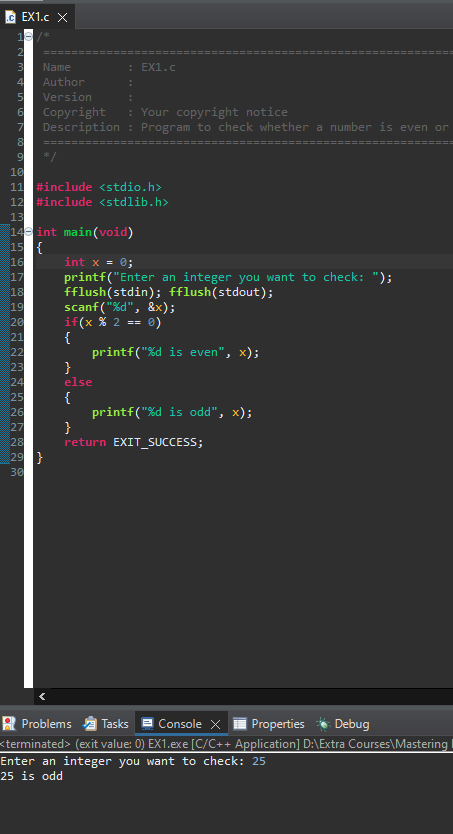 EX1.c
1 /*
2 ============================================================
3 Name : EX1.c
4 Author :
5 Version :
6 Copyright : Your copyright notice
7 Description : Program to check whether a number is even or
8 ============================================================
9 */
10
11 #include <stdio.h>
12 #include <stdlib.h>
13
14 int main(void)
15 {
16 int x = 0;
17 printf("Enter an integer you want to check: ");
18 fflush(stdin); fflush(stdout);
19 scanf("%d", &x);
20 if(x % 2 == 0)
21 {
22 printf("%d is even", x);
23 }
24 else
25 {
26 printf("%d is odd", x);
27 }
28 return EXIT_SUCCESS;
29 }
30
Problems Tasks Console Properties Debug
<terminated> (exit value: 0) EX1.exe [C/C++ Application] D:\Extra Courses\Mastering
Enter an integer you want to check: 25
25 is odd